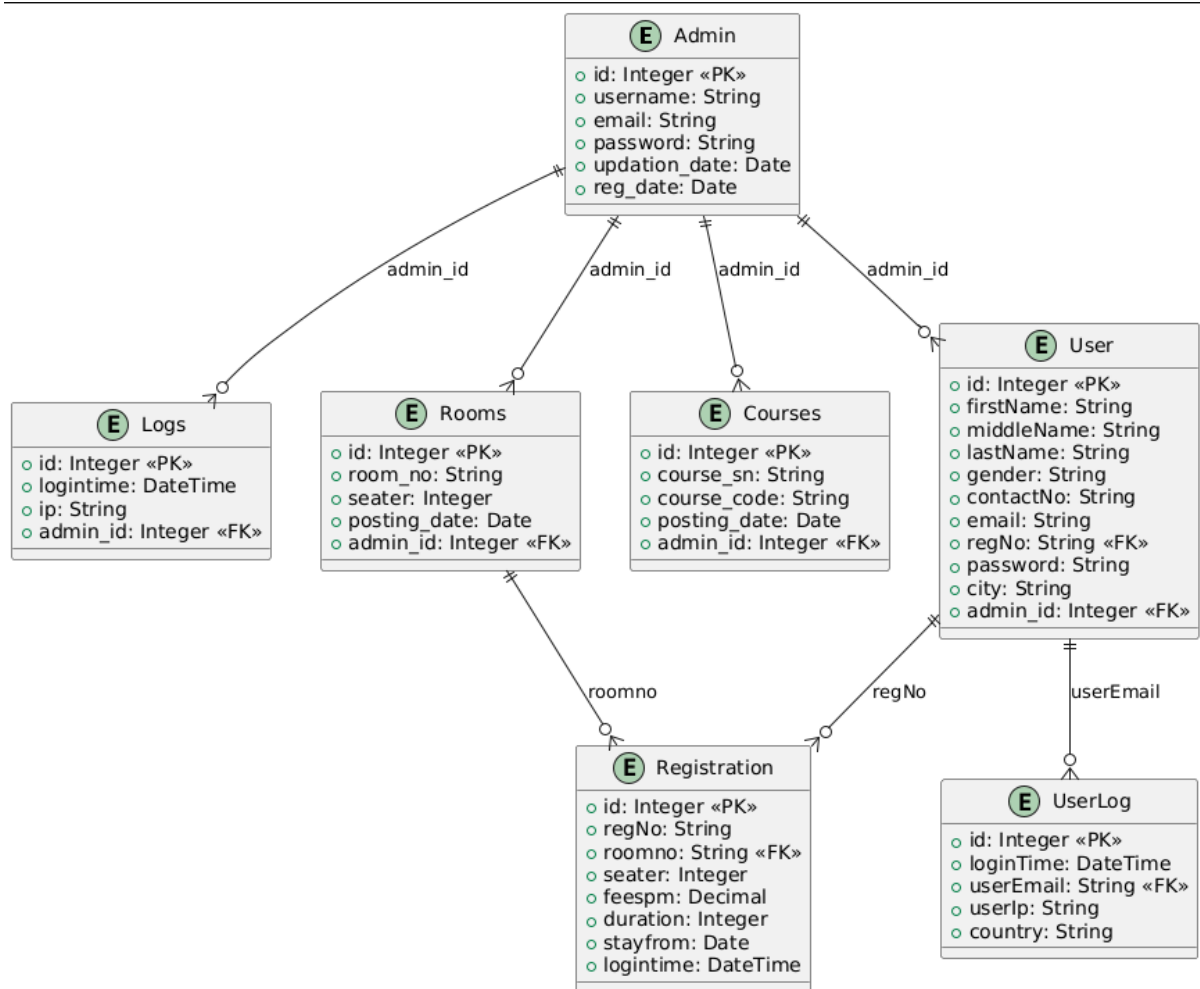 E Admin
id: Integer «PK»
username: String
email: String
password: String
updation_date: Date
reg_date: Date
admin_id
admin_id
admin_id
admin_id
E Logs
id: Integer «PK»
logintime: DateTime
ip: String
admin_id: Integer «FK»
E Rooms
id: Integer «PK»
room_no: String
seater: Integer
posting_date: Date
admin_id: Integer «FK»
E Courses
id: Integer «PK»
course_sn: String
course_code: String
posting_date: Date
admin_id: Integer «FK»
E User
id: Integer «PK»
firstName: String
middleName: String
lastName: String
gender: String
contactNo: String
email: String
regNo: String «FK»
password: String
city: String
admin_id: Integer «FK»
roomno
regNo
userEmail
E Registration
id: Integer «PK»
regNo: String
roomno: String «FK»
seater: Integer
feespm: Decimal
duration: Integer
stayfrom: Date
logintime: DateTime
E UserLog
id: Integer «PK»
loginTime: DateTime
userEmail: String «FK»
userIp: String
country: String